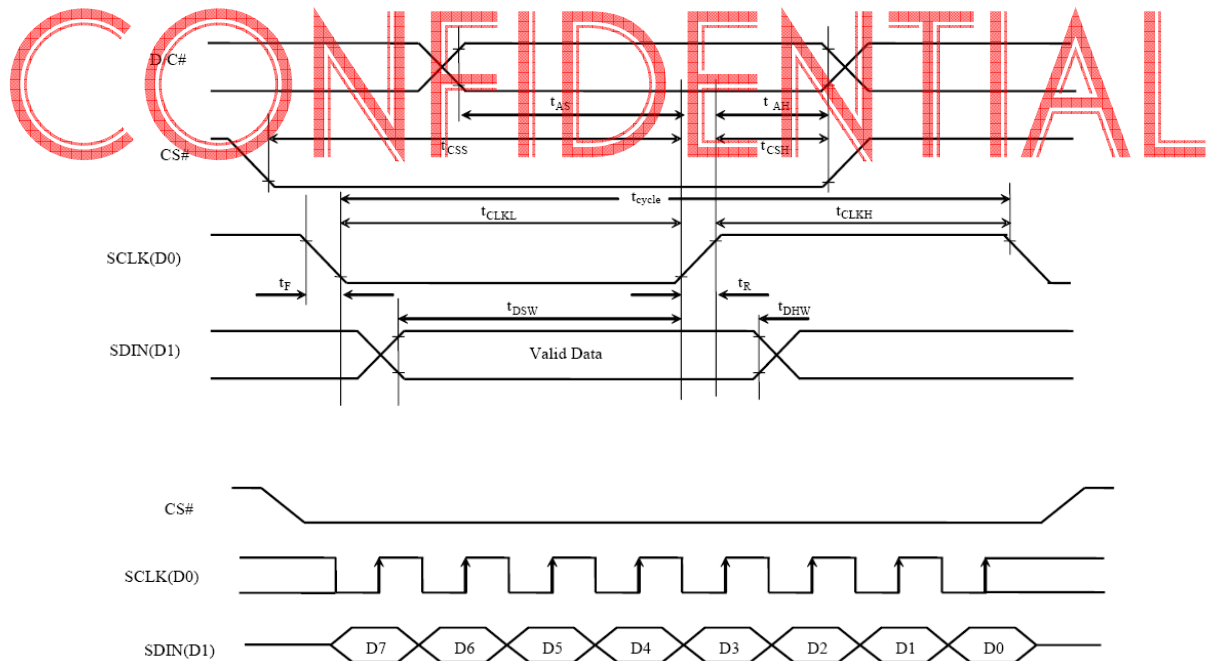 CONFIDENTIAL
D/C#
tAS
t AH
CS#
tCSS
tCSH
tcycle
tCLKL
tCLKH
SCLK(D0)
tF
tR
tDSW
tDHW
SDIN(D1)
Valid Data
CS#
SCLK(D0)
SDIN(D1)
D7 D6 D5 D4 D3 D2 D1 D0